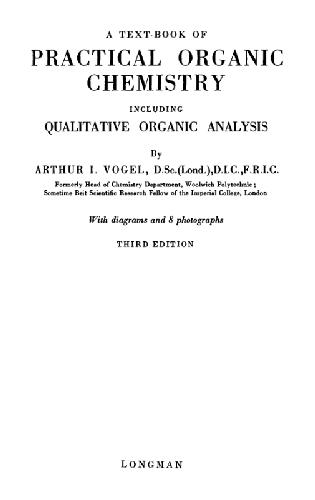 A TEXT-BOOK OF
PRACTICAL ORGANIC
CHEMISTRY
INCLUDING
QUALITATIVE ORGANIC ANALYSIS
By
ARTHUR I. VOGEL, D.Sc.(Lond.),D.I.C.,F.R.I.C.
Formerly Head of Chemistry Department, Woolwich Polytechnic;
Sometime Beit Scientific Research Fellow of the Imperial College, London
With diagrams and 8 photographs
THIRD EDITION
LONGMAN